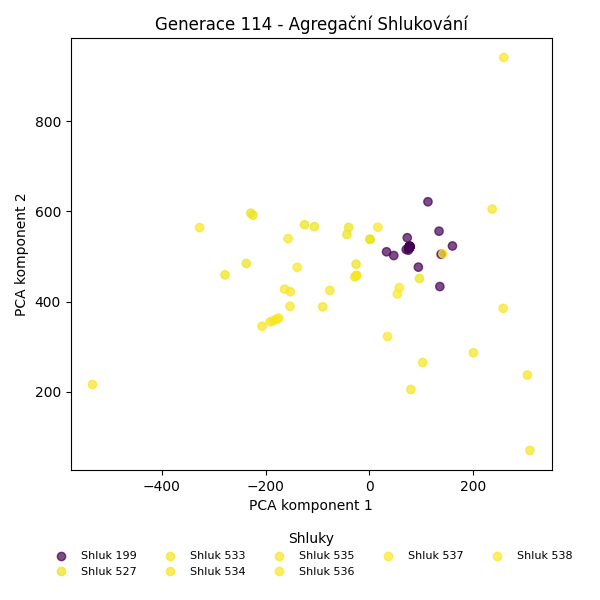 Generace 114 - Agregační Shlukování
800
600
400
200
−400 −200 0 200
PCA komponent 2
PCA komponent 1
Shluky
Shluk 199 Shluk 533 Shluk 535 Shluk 537 Shluk 538
Shluk 527 Shluk 534 Shluk 536